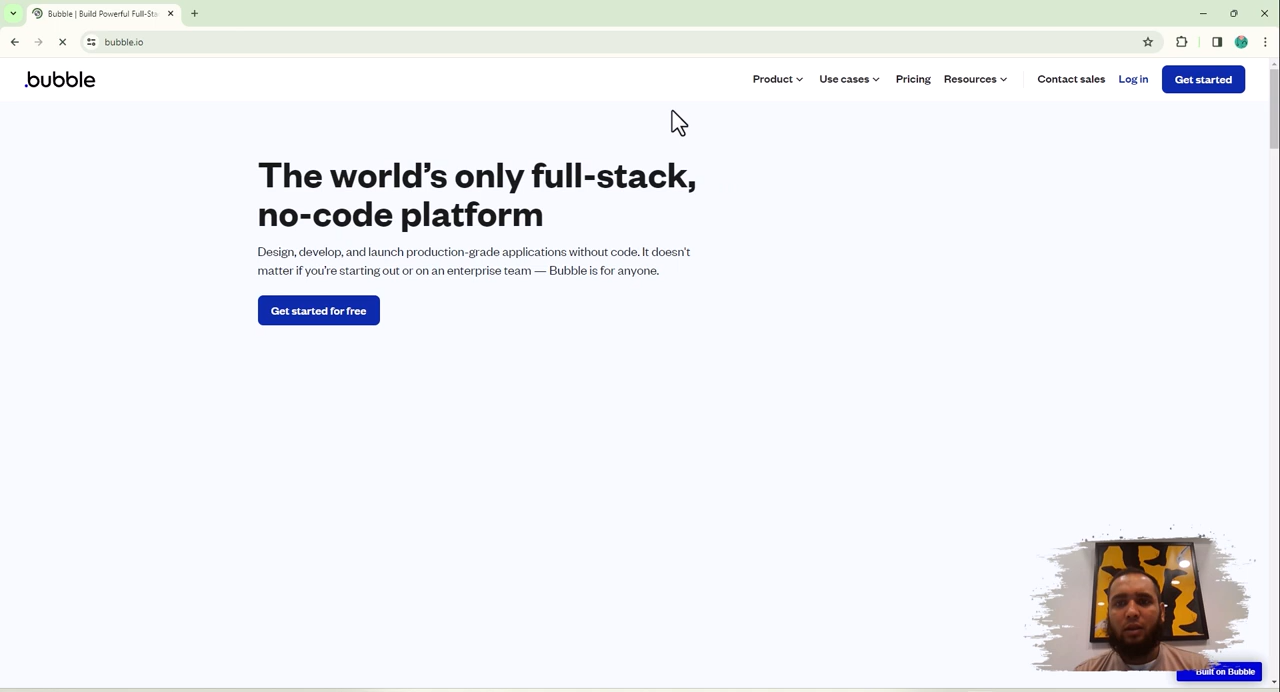 Bubble | Build Powerful Full-Sta
bubble.io
.bubble
Product
Use cases
Pricing
Resources
Contact sales
Log in
Get started
The world's only full-stack,
no-code platform
Design, develop, and launch production-grade applications without code. It doesn't
matter if you're starting out or on an enterprise team — Bubble is for anyone.
Get started for free
Built on Bubble